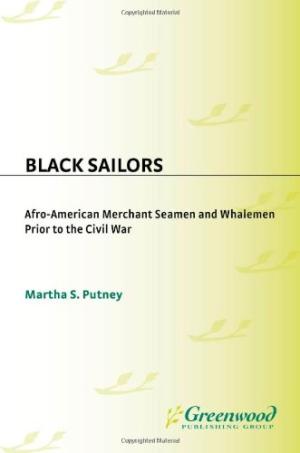 Copyrighted Material
BLACK SAILORS
Afro-American Merchant Seamen and Whalemen
Prior to the Civil War
Martha S. Putney
Greenwood
PUBLISHING GROUP
Copyrighted Material